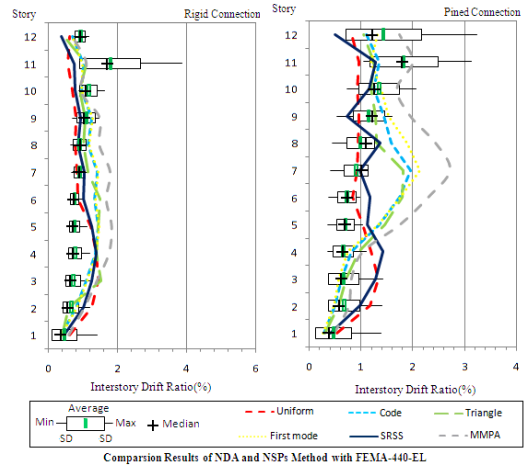 Story Rigid Connection
12
11
10
9
8
7
6
5
4
3
2
1
0 2 4 6
Interstory Drift Ratio(%)
Story Pined Connection
12
11
10
9
8
7
6
5
4
3
2
1
0 1 2 3 4
Interstory Drift Ratio(%)
Average
Min Max Median
SD SD
Uniform Code Triangle
First mode SRSS MMPA
Comparsion Results of NDA and NSPs Method with FEMA-440-EL